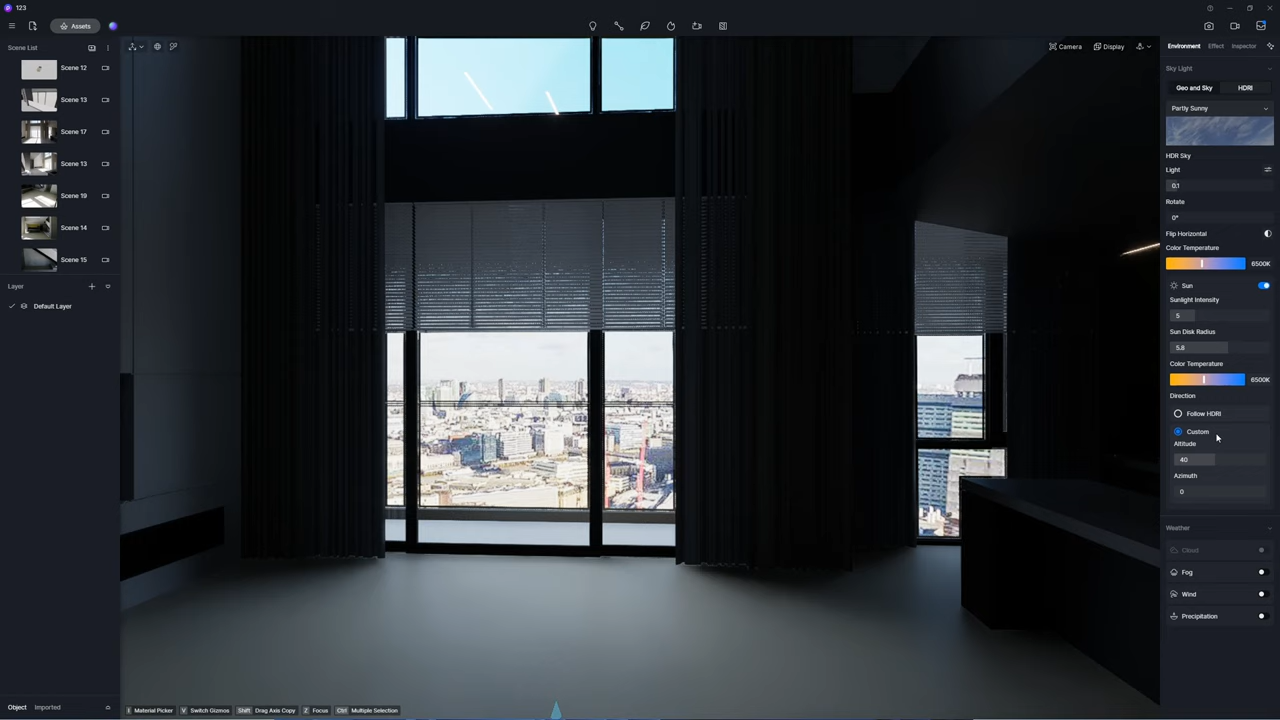 123
Assets
Scene List
Scene 12
Scene 13
Scene 17
Scene 13
Scene 19
Scene 14
Scene 15
Layer
Default Layer
Object Imported
Camera Display
I Material Picker V Switch Gizmos Shift Drag Axis Copy Z Focus Ctrl Multiple Selection
Environment Effect Inspector
Sky Light
Geo and Sky HDRI
Partly Sunny
HDR Sky
Light
0.1
Rotate
0°
Flip Horizontal
Color Temperature
6500K
Sun
Sunlight Intensity
5
Sun Disk Radius
5.8
Color Temperature
6500K
Direction
Follow HDRI
Custom
Altitude
40
Azimuth
0
Weather
Cloud
Fog
Wind
Precipitation